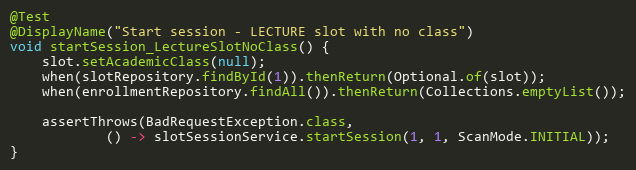 @Test
@DisplayName("Start session - LECTURE slot with no class")
void startSession_LectureSlotNoClass() {
    slot.setAcademicClass(null);
    when(slotRepository.findById(1)).thenReturn(Optional.of(slot));
    when(enrollmentRepository.findAll()).thenReturn(Collections.emptyList());

    assertThrows(BadRequestException.class,
            () -> slotSessionService.startSession(1, 1, ScanMode.INITIAL));
}